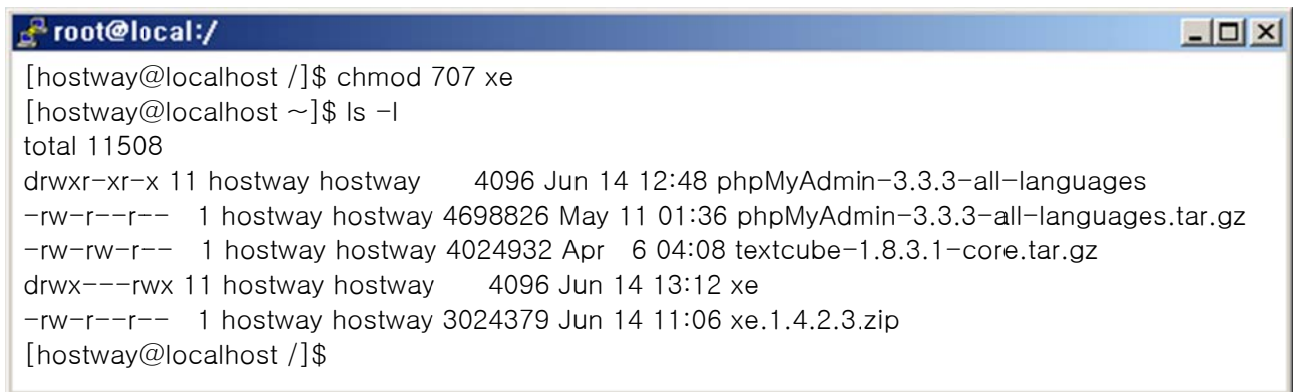 root@local:/
[hostway@localhost /]$ chmod 707 xe
[hostway@localhost ~]$ ls -l
total 11508
drwxr-xr-x 11 hostway hostway 4096 Jun 14 12:48 phpMyAdmin-3.3.3-all-languages
-rw-r--r-- 1 hostway hostway 4698826 May 11 01:36 phpMyAdmin-3.3.3-all-languages.tar.gz
-rw-rw-r-- 1 hostway hostway 4024932 Apr 6 04:08 textcube-1.8.3.1-core.tar.gz
drwx---rwx 11 hostway hostway 4096 Jun 14 13:12 xe
-rw-r--r-- 1 hostway hostway 3024379 Jun 14 11:06 xe.1.4.2.3.zip
[hostway@localhost /]$